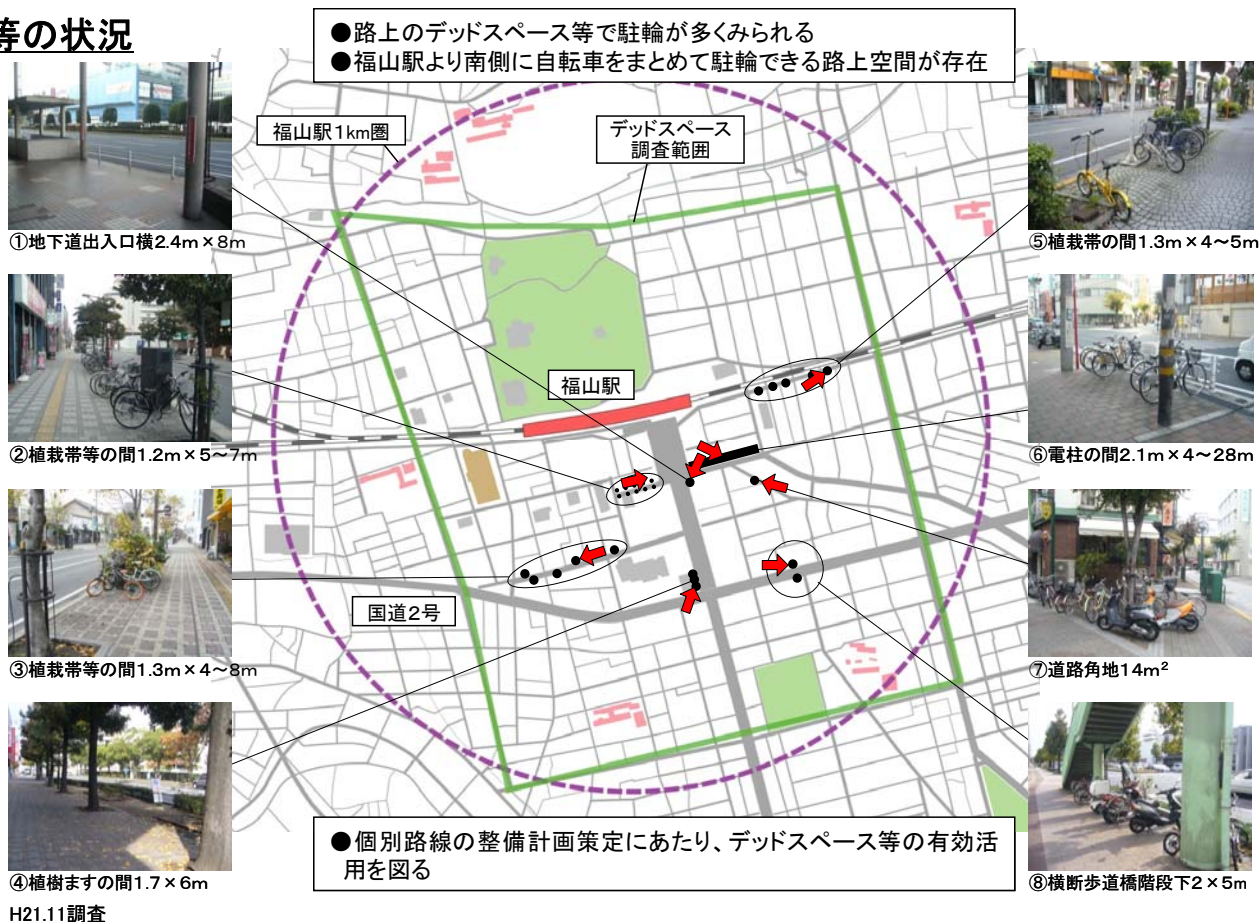 等の状況
●路上のデッドスペース等で駐輪が多くみられる
●福山駅より南側に自転車をまとめて駐輪できる路上空間が存在
福山駅1km圏
デッドスペース
調査範囲
①地下道出入口横2.4m×8m
②植栽帯等の間1.2m×5~7m
③植栽帯等の間1.3m×4~8m
④植樹ますの間1.7×6m
H21.11調査
福山駅
国道2号
⑤植栽帯の間1.3m×4~5m
⑥電柱の間2.1m×4~28m
⑦道路角地14m²
⑧横断歩道橋階段下2×5m
●個別路線の整備計画策定にあたり、デッドスペース等の有効活
用を図る